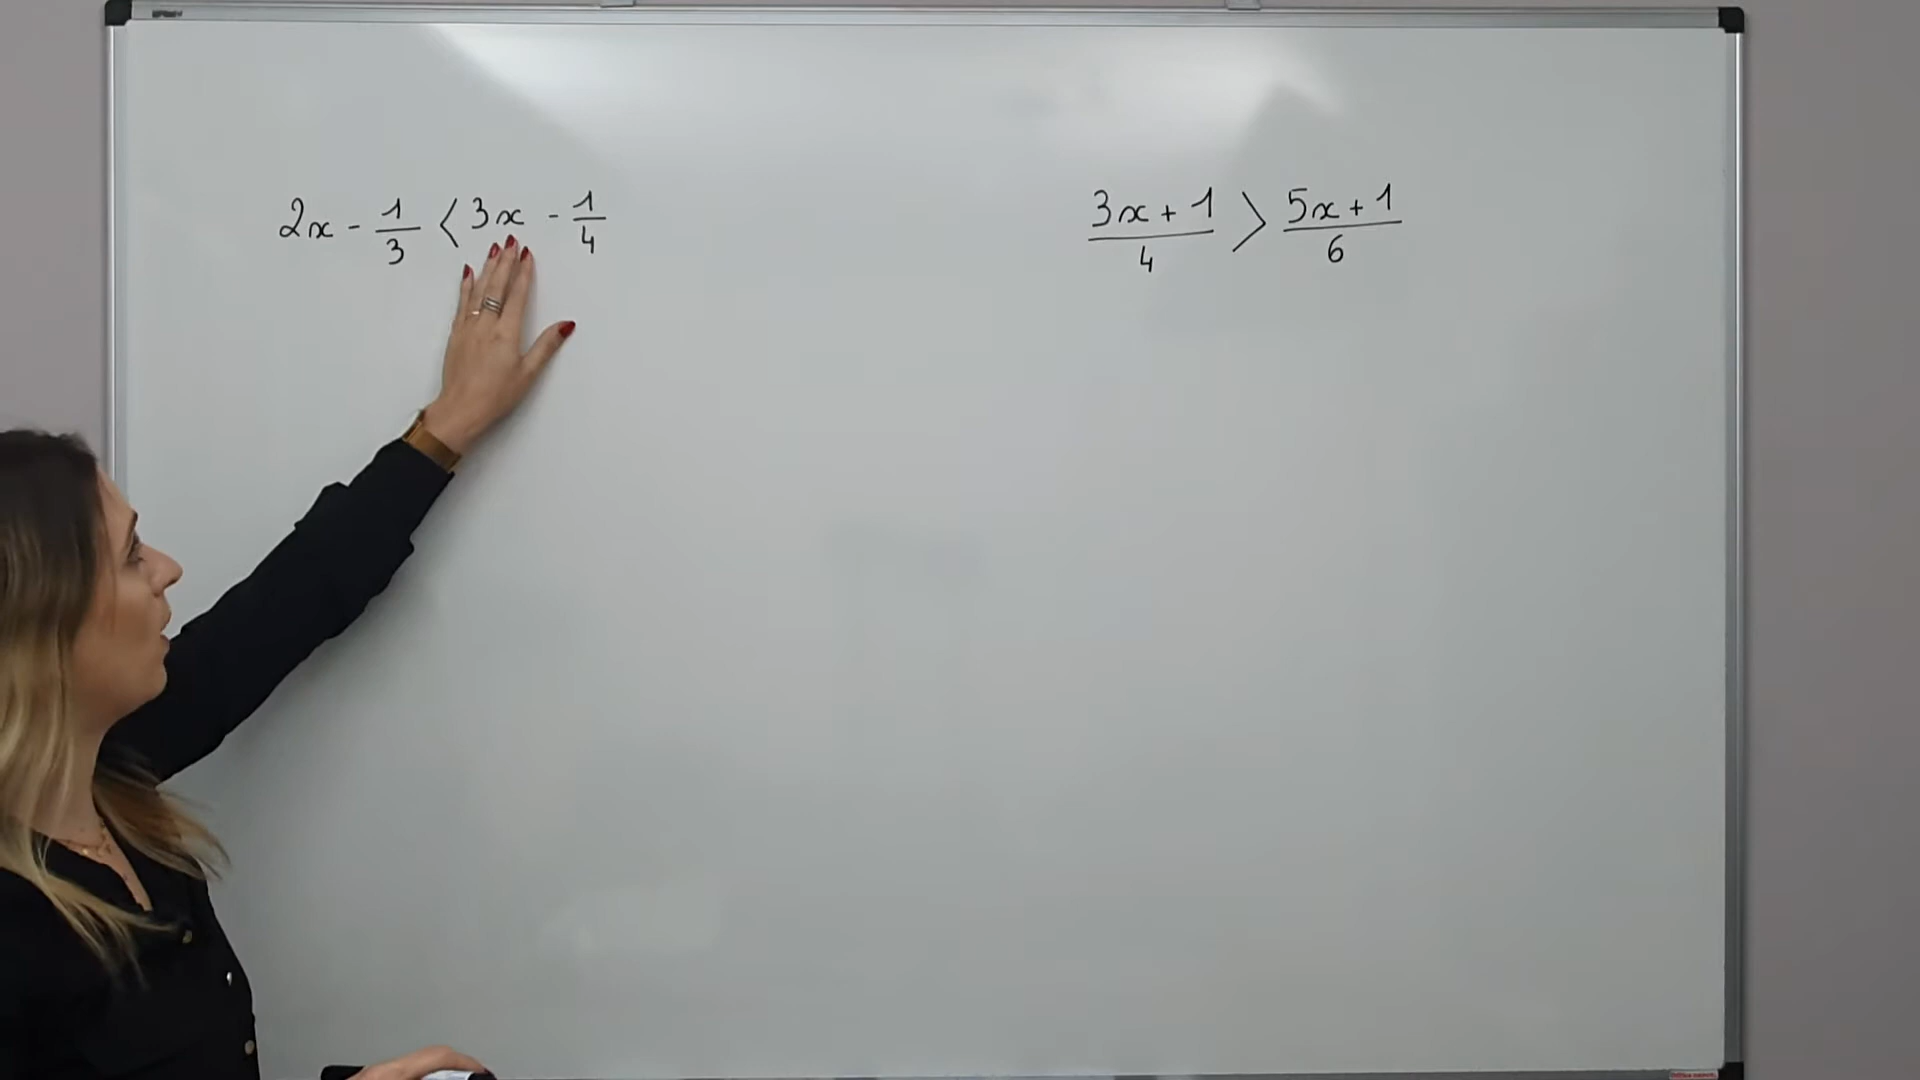 2x - 1/3 < 3x - 1/4
(3x + 1)/4 > (5x + 1)/6